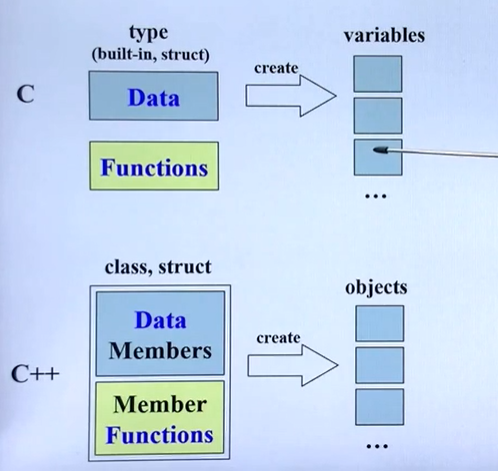 type
(built-in, struct)
variables
create
C
Data
Functions
...
class, struct
objects
Data
Members
create
C++
Member
Functions
...